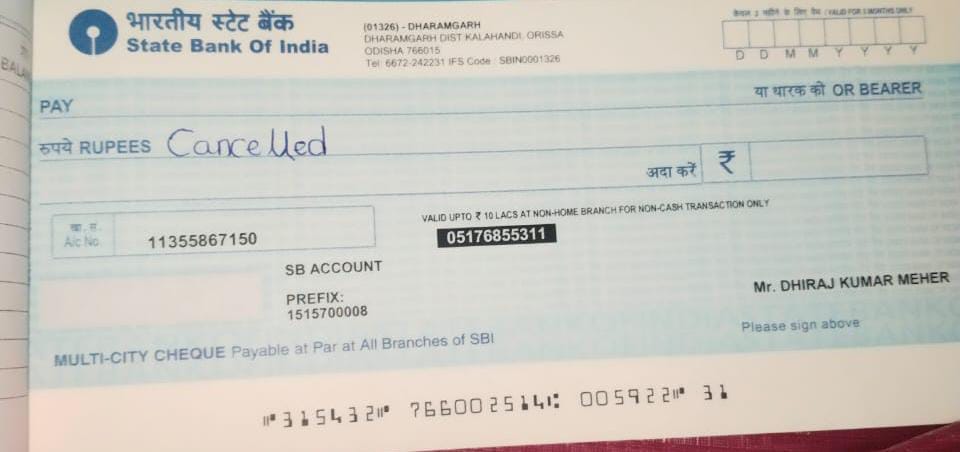 भारतीय स्टेट बैंक
State Bank Of India
(01326) - DHARAMGARH
DHARAMGARH DIST KALAHANDI, ORISSA
ODISHA 766015
Tel: 6672-242231 IFS Code : SBIN0001326
केवल 3 महीने के लिए वैध / VALID FOR 3 MONTHS ONLY
D D M M Y Y Y Y
PAY
या धारक को OR BEARER
रुपये RUPEES Cancelled
अदा करें ₹
VALID UPTO ₹ 10 LACS AT NON-HOME BRANCH FOR NON-CASH TRANSACTION ONLY
खा. सं.
A/c No.
11355867150
05176855311
SB ACCOUNT
PREFIX:
1515700008
Mr. DHIRAJ KUMAR MEHER
Please sign above
MULTI-CITY CHEQUE Payable at Par at All Branches of SBI
⑈315432⑈ 766002514⑆ 005922⑈ 31